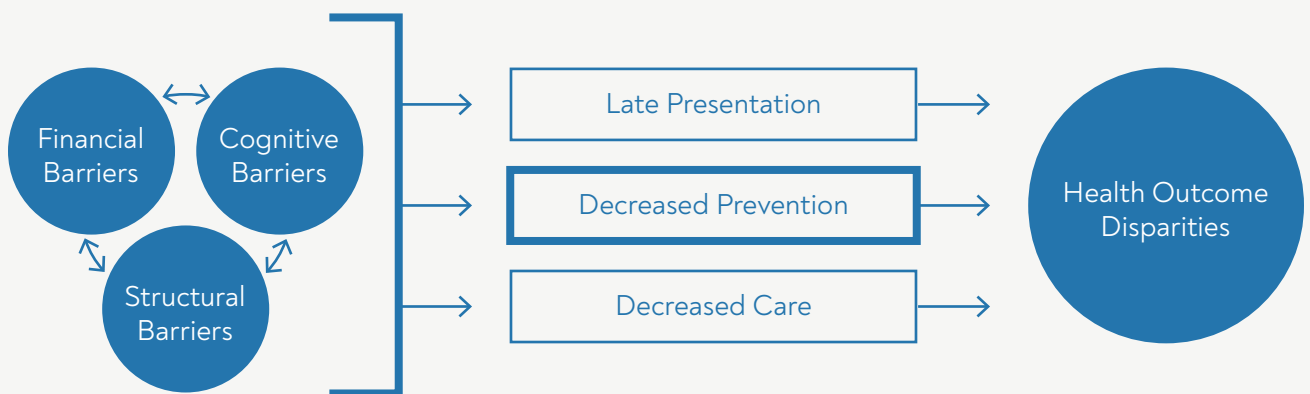 Financial
Barriers
Cognitive
Barriers
Structural
Barriers
Late Presentation
Decreased Prevention
Decreased Care
Health Outcome
Disparities